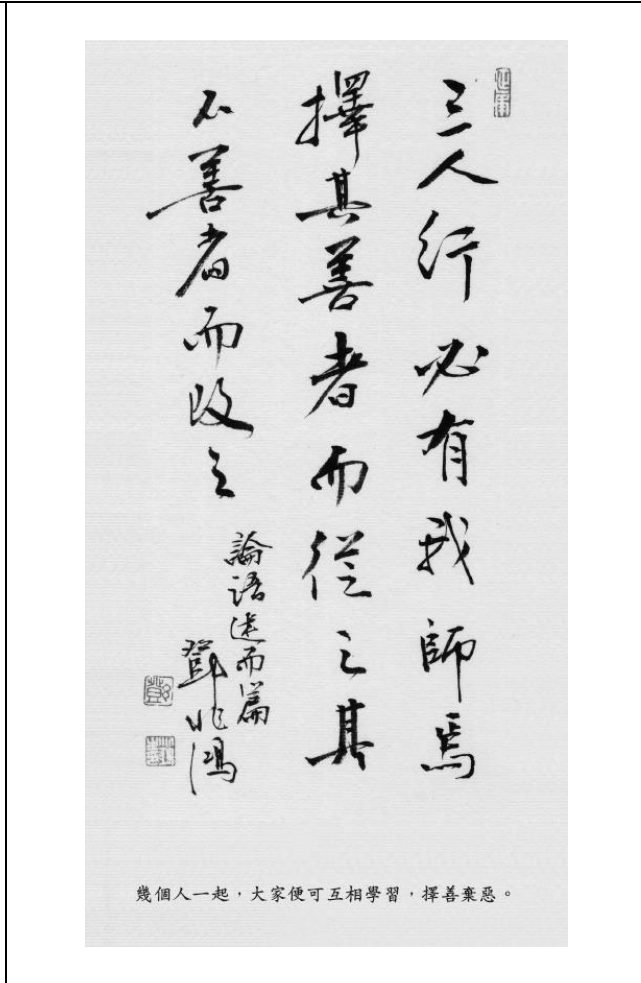 三人行必有我師焉
擇其善者而從之其
不善者而改之
論語述而篇
鄧兆鴻
幾個人一起，大家便可互相學習，擇善棄惡。